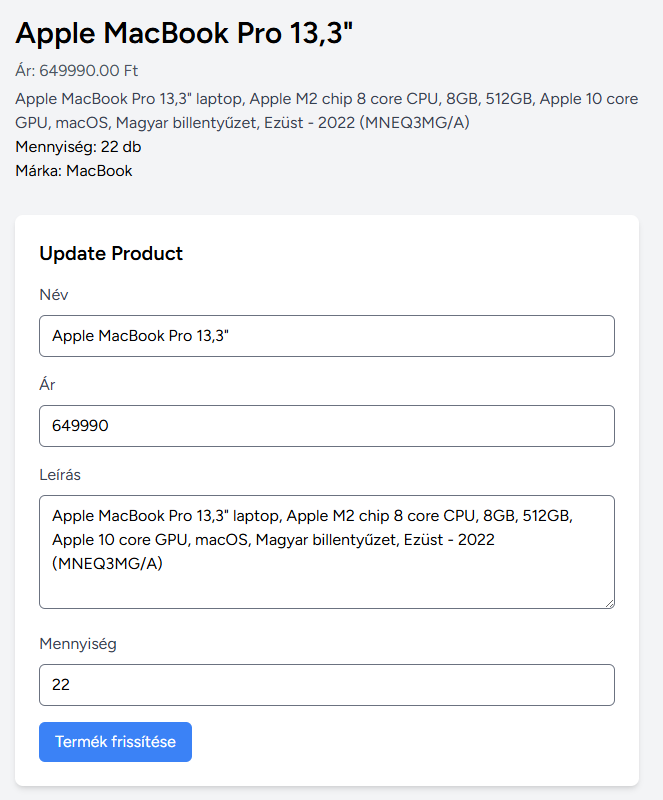 Apple MacBook Pro 13,3"
Ár: 649990.00 Ft
Apple MacBook Pro 13,3" laptop, Apple M2 chip 8 core CPU, 8GB, 512GB, Apple 10 core
GPU, macOS, Magyar billentyűzet, Ezüst - 2022 (MNEQ3MG/A)
Mennyiség: 22 db
Márka: MacBook
Update Product
Név
Apple MacBook Pro 13,3"
Ár
649990
Leírás
Apple MacBook Pro 13,3" laptop, Apple M2 chip 8 core CPU, 8GB, 512GB,
Apple 10 core GPU, macOS, Magyar billentyűzet, Ezüst - 2022
(MNEQ3MG/A)
Mennyiség
22
Termék frissítése